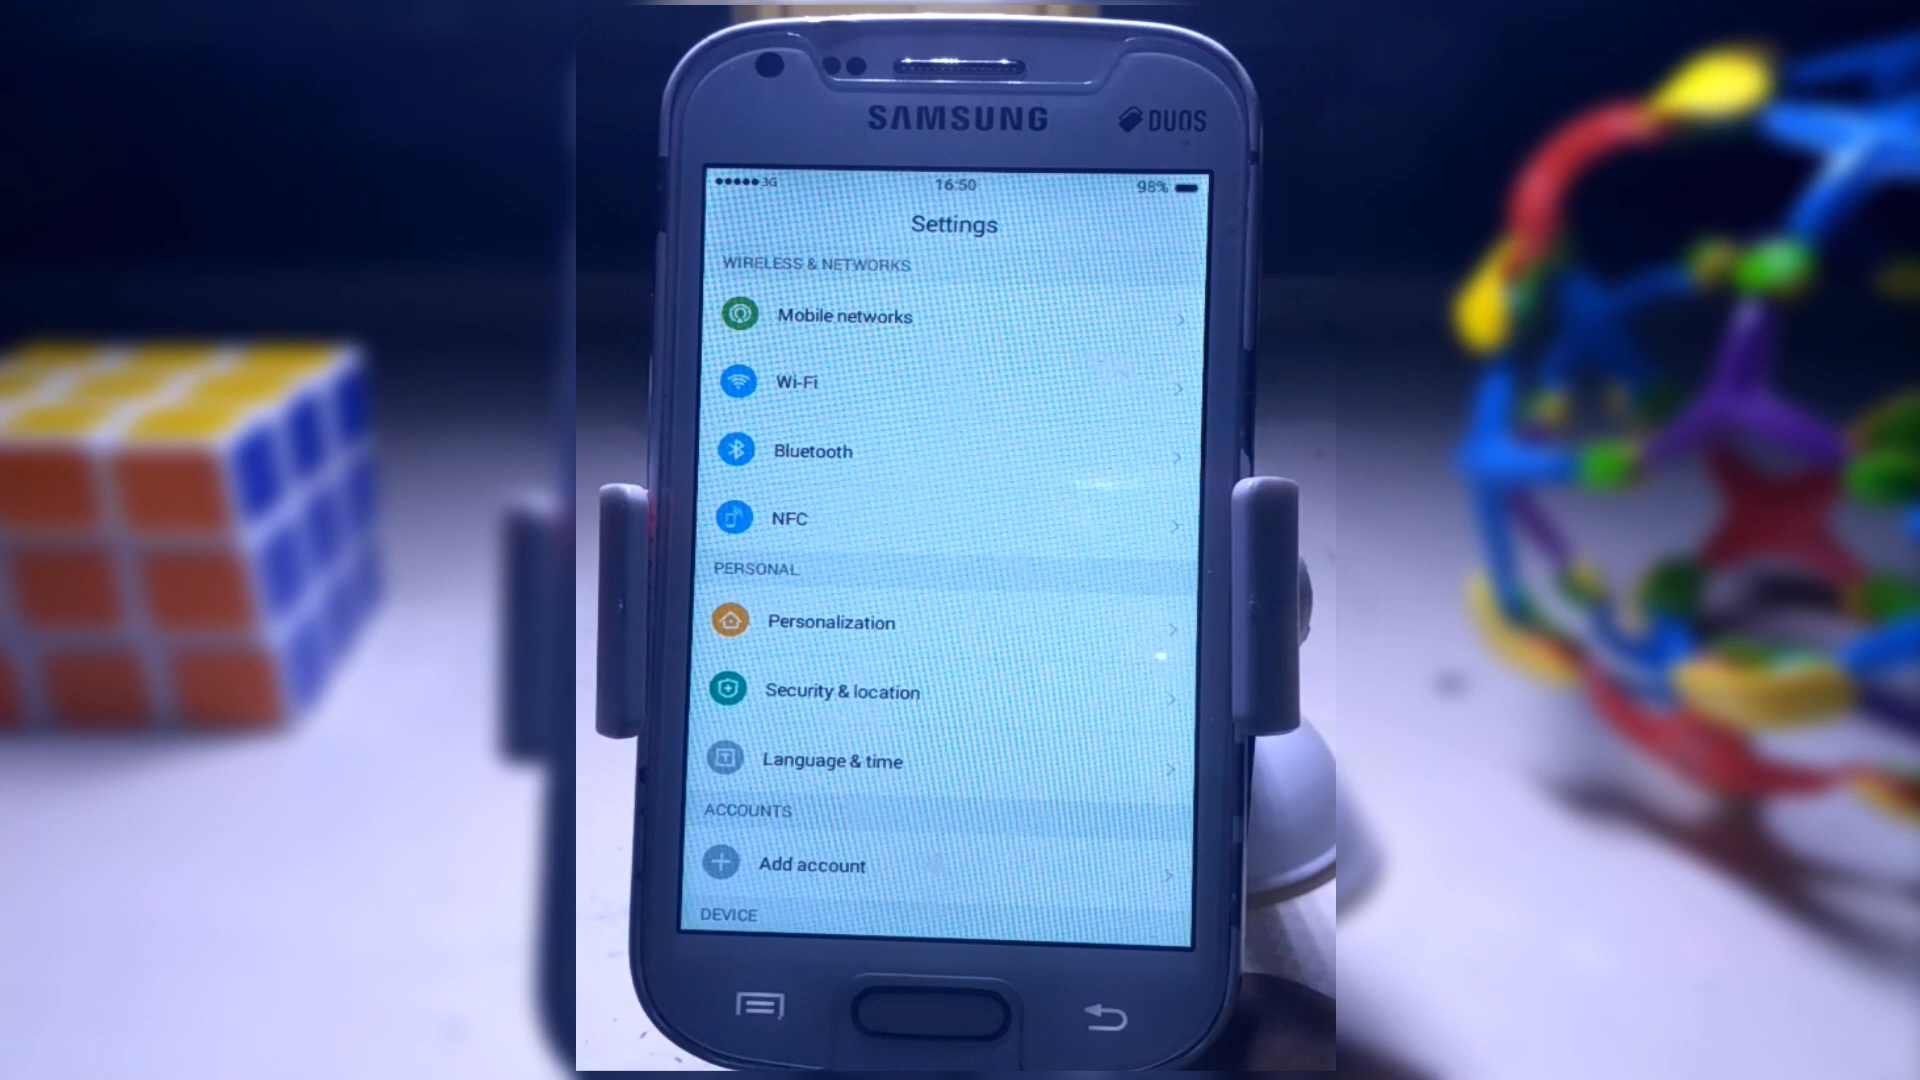 SAMSUNG
DUOS
3G 16:50 98%
Settings
WIRELESS & NETWORKS
Mobile networks
Wi-Fi
Bluetooth
NFC
PERSONAL
Personalization
Security & location
Language & time
ACCOUNTS
Add account
DEVICE